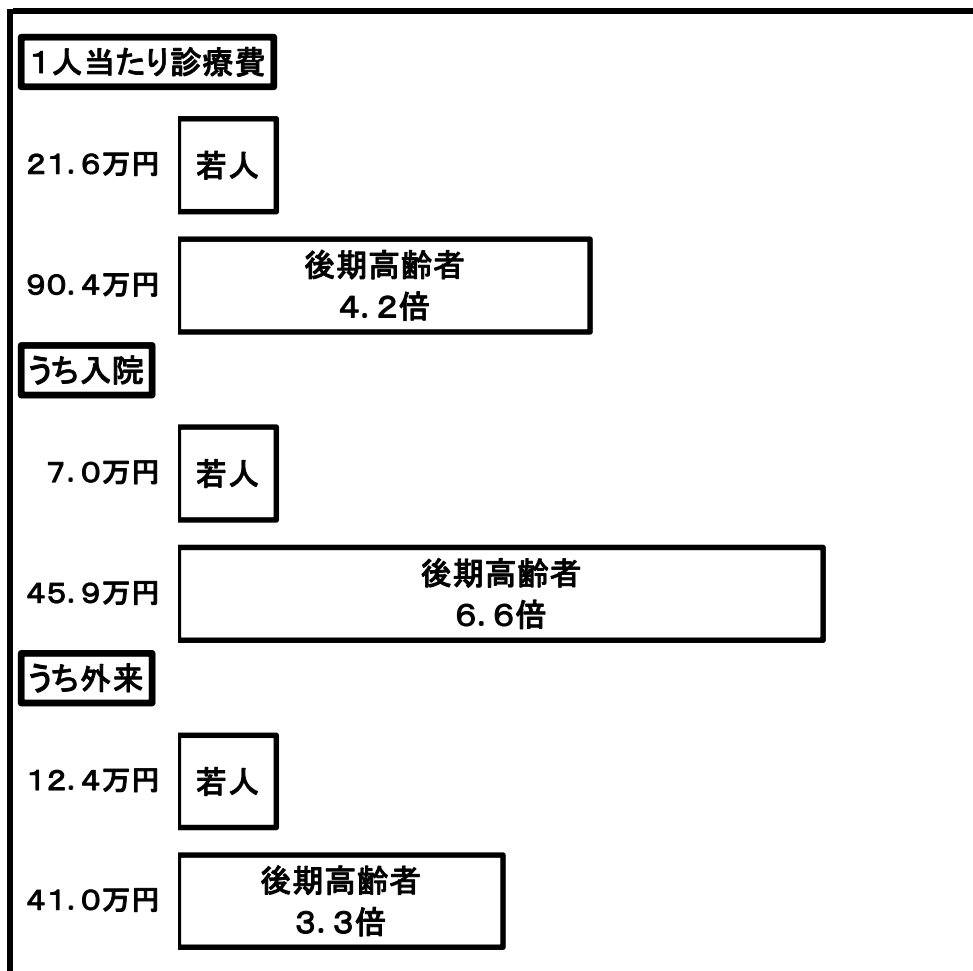 １人当たり診療費
２１．６万円 若人
後期高齢者
９０．４万円
４．２倍
うち入院
７．０万円 若人
後期高齢者
４５．９万円
６．６倍
うち外来
１２．４万円 若人
後期高齢者
４１．０万円
３．３倍